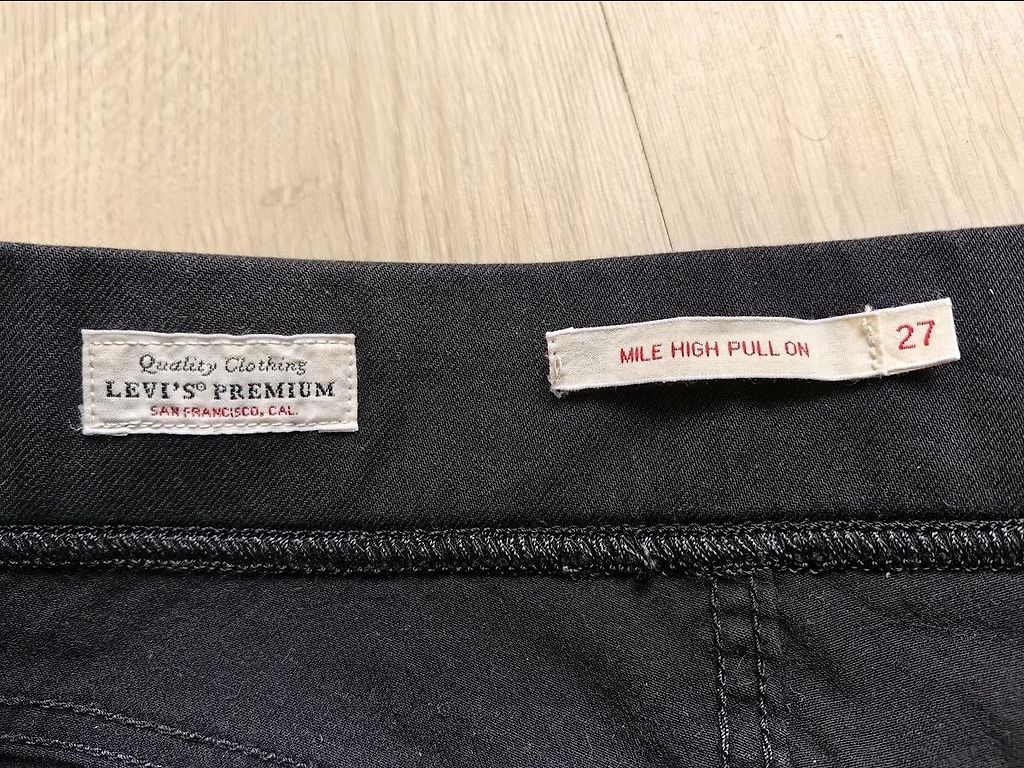 Quality Clothing
LEVI'S® PREMIUM
SAN FRANCISCO, CAL.
MILE HIGH PULL ON
27